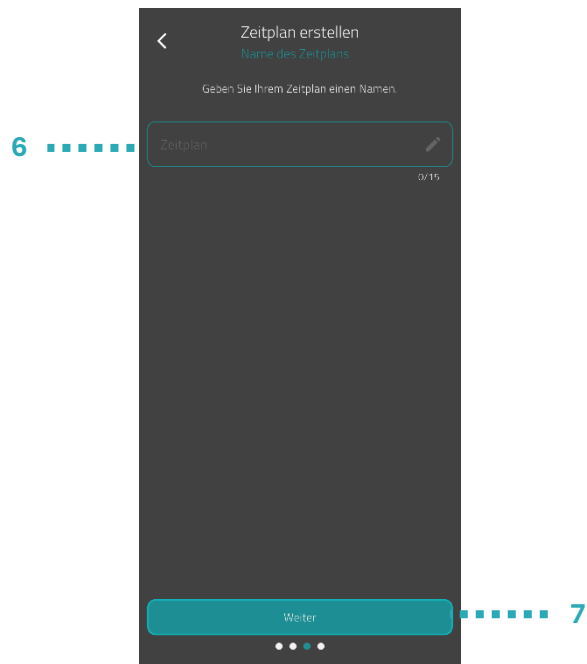 Zeitplan erstellen
Name des Zeitplans
Geben Sie Ihrem Zeitplan einen Namen.
6
Zeitplan
0/15
Weiter
7